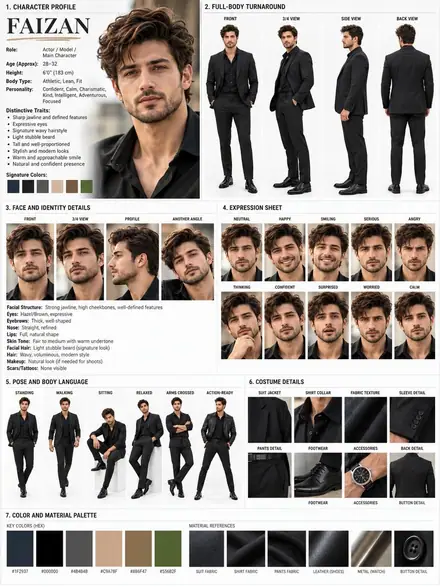 1. CHARACTER PROFILE
FAIZAN
Role: Actor / Model / Main Character
Age (Approx): 28–32
Height: 6'0" (183 cm)
Body Type: Athletic, Lean, Fit
Personality: Confident, Calm, Charismatic, Kind, Intelligent, Adventurous, Focused
Distinctive Traits:
• Sharp jawline and defined features
• Expressive eyes
• Signature wavy hairstyle
• Light stubble beard
• Tall and well-proportioned
• Stylish and modern looks
• Warm and approachable smile
• Natural and confident presence
Signature Colors:
2. FULL-BODY TURNAROUND
FRONT 3/4 VIEW SIDE VIEW BACK VIEW
3. FACE AND IDENTITY DETAILS
FRONT 3/4 VIEW PROFILE ANOTHER ANGLE
Facial Structure: Strong jawline, high cheekbones, well-defined features
Eyes: Hazel/Brown, expressive
Eyebrows: Thick, well-shaped
Nose: Straight, refined
Lips: Full, natural shape
Skin Tone: Fair to medium with warm undertone
Facial Hair: Light stubble beard (signature look)
Hair: Wavy, voluminous, modern style
Makeup: Natural look (if needed for shoots)
Scars/Tattoos: None visible
4. EXPRESSION SHEET
NEUTRAL HAPPY SMILING SERIOUS ANGRY
THINKING CONFIDENT SURPRISED WORRIED CALM
5. POSE AND BODY LANGUAGE
STANDING WALKING SITTING RELAXED ARMS CROSSED ACTION-READY
6. COSTUME DETAILS
SUIT JACKET SHIRT COLLAR FABRIC TEXTURE SLEEVE DETAIL
PANTS DETAIL FOOTWEAR ACCESSORIES BACK DETAIL
FOOTWEAR ACCESSORIES BUTTON DETAIL
7. COLOR AND MATERIAL PALETTE
KEY COLORS (HEX)
#000000
MATERIAL REFERENCES
SUIT FABRIC SHIRT FABRIC PANTS FABRIC LEATHER (SHOES) METAL (WATCH) BUTTON DETAIL